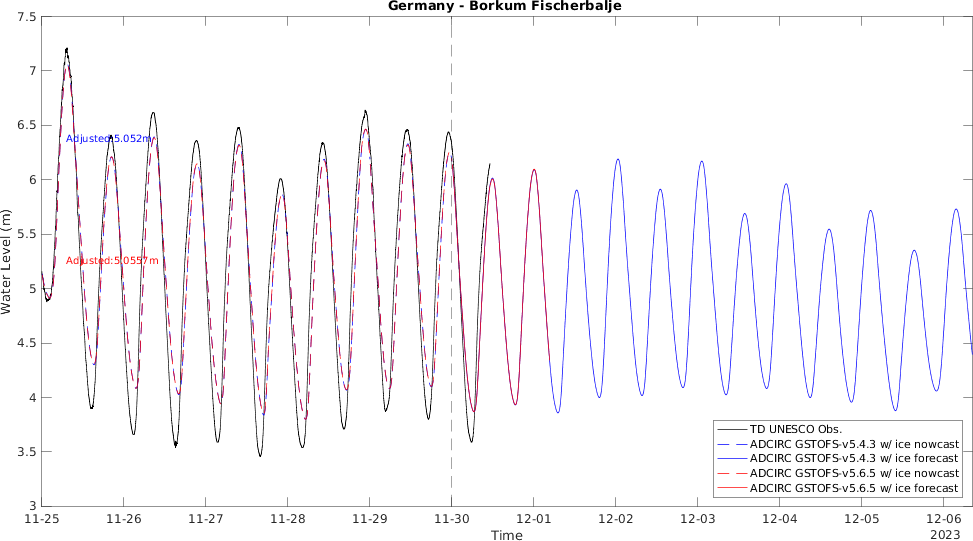 Germany - Borkum Fischerbalje
7.5
7
6.5
6
5.5
5
4.5
4
3.5
3
Water Level (m)
Adjusted:5.052m
Adjusted:5.0557m
TD UNESCO Obs.
ADCIRC GSTOFS-v5.4.3 w/ ice nowcast
ADCIRC GSTOFS-v5.4.3 w/ ice forecast
ADCIRC GSTOFS-v5.6.5 w/ ice nowcast
ADCIRC GSTOFS-v5.6.5 w/ ice forecast
11-25 11-26 11-27 11-28 11-29 11-30 12-01 12-02 12-03 12-04 12-05 12-06
Time
2023